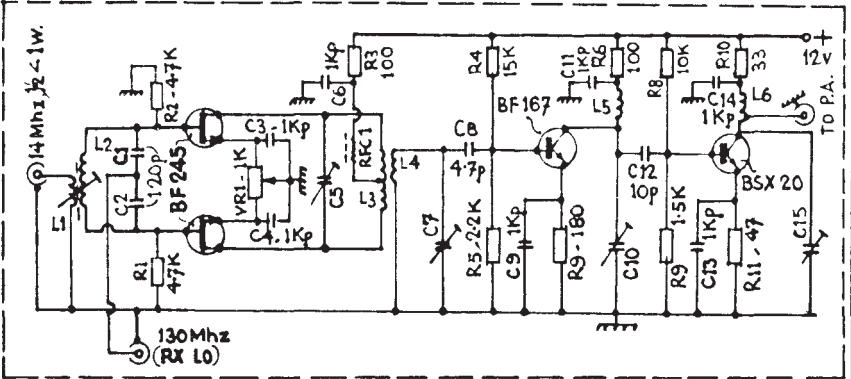 14Mhz, ½ < 1W.
L1
L2
C1
C2
(120p)
R2 - 47K
R1
47K
BF245
C3 - 1Kp
VR1 - 1K
C4 - 1Kp
130Mhz
(RX LO)
1Kp
C6
R3
100
C5
RFC1
L3
L4
C7
C8
4·7p
R4
15K
R5 - 2·2K
BF167
1Kp
C9
R9 - 180
C11
1Kp
R6
100
L5
C12
10p
C10
R8
10K
R9
1·5K
C13
1Kp
R10
33
C14
1Kp
L6
BSX20
R11 - 47
C15
+
12v
TO P.A.